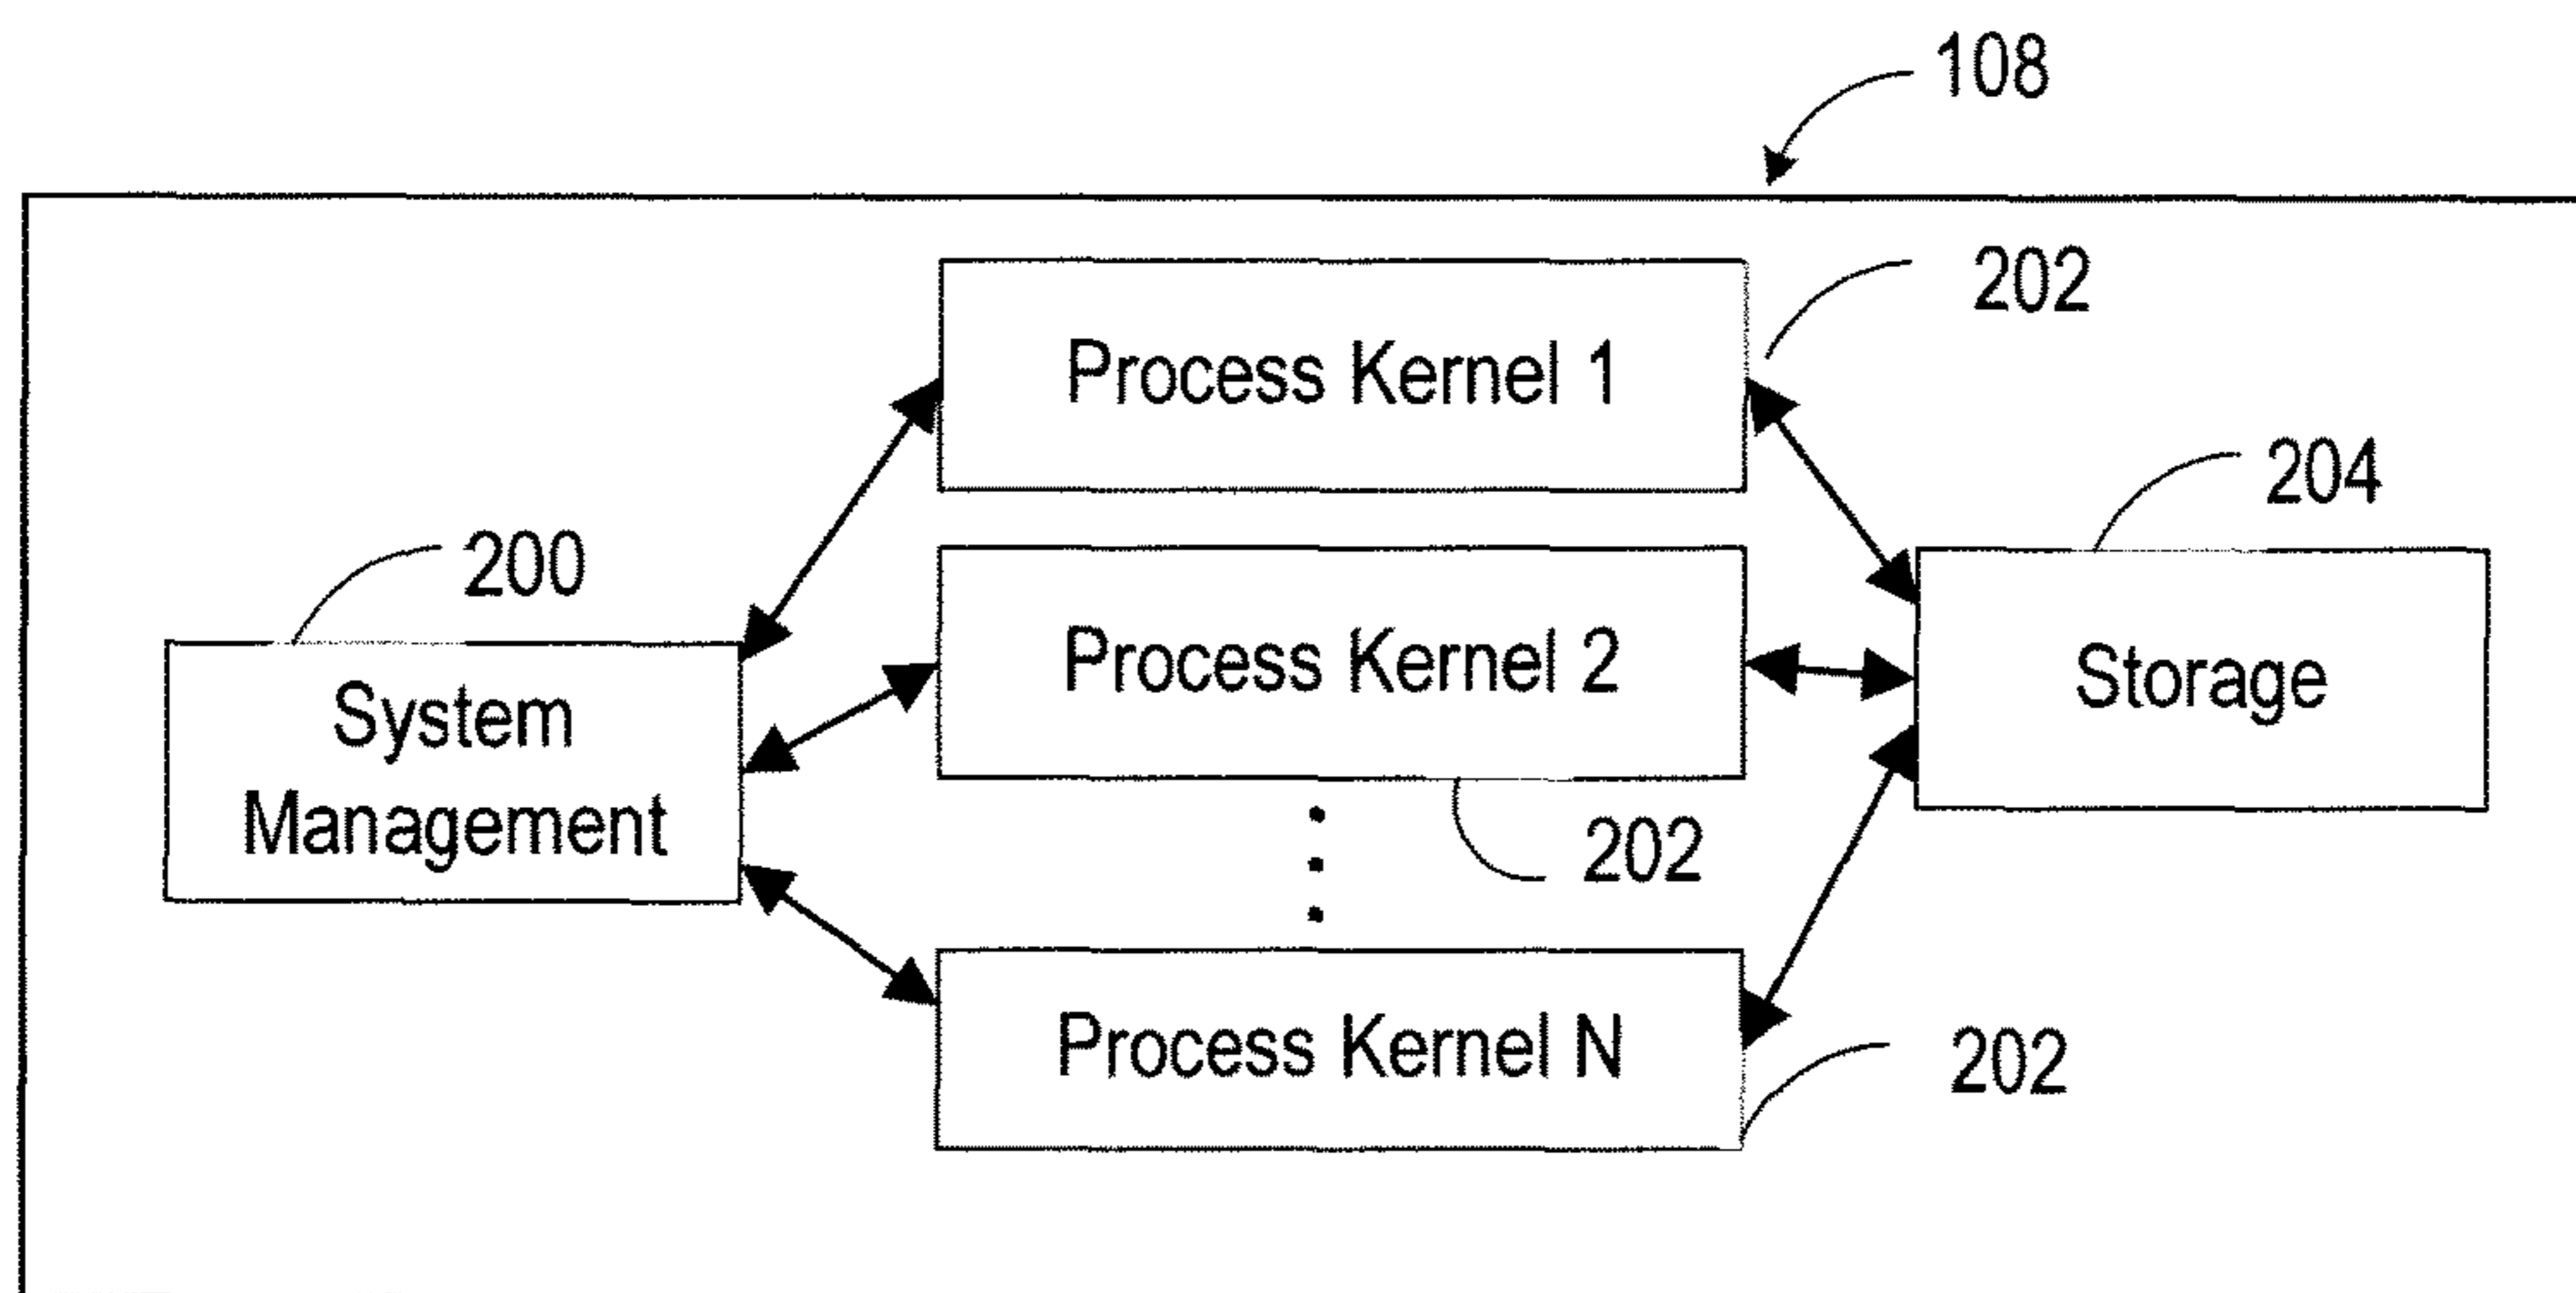 108
202
Process Kernel 1
204
200
Process Kernel 2
Storage
System
Management
202
Process Kernel N
202